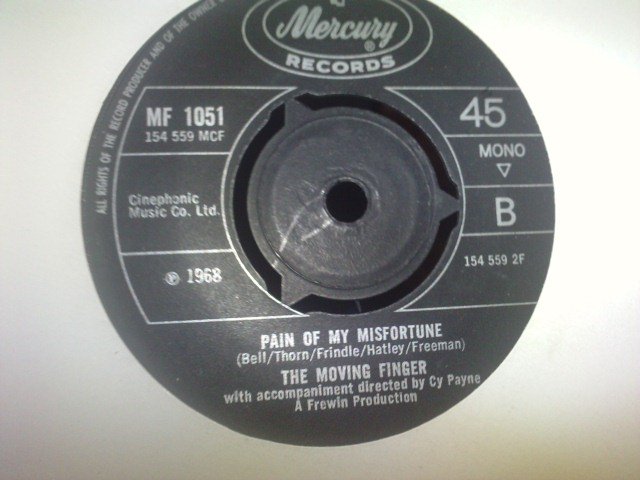 Mercury
®
RECORDS
ALL RIGHTS OF THE RECORD PRODUCER AND OF THE OWNER
MF 1051
154 559 MCF
45
MONO
Cinephonic
Music Co. Ltd.
B
℗ 1968
154 559 2F
PAIN OF MY MISFORTUNE
(Bell/Thorn/Frindle/Hatley/Freeman)
THE MOVING FINGER
with accompaniment directed by Cy Payne
A Frewin Production